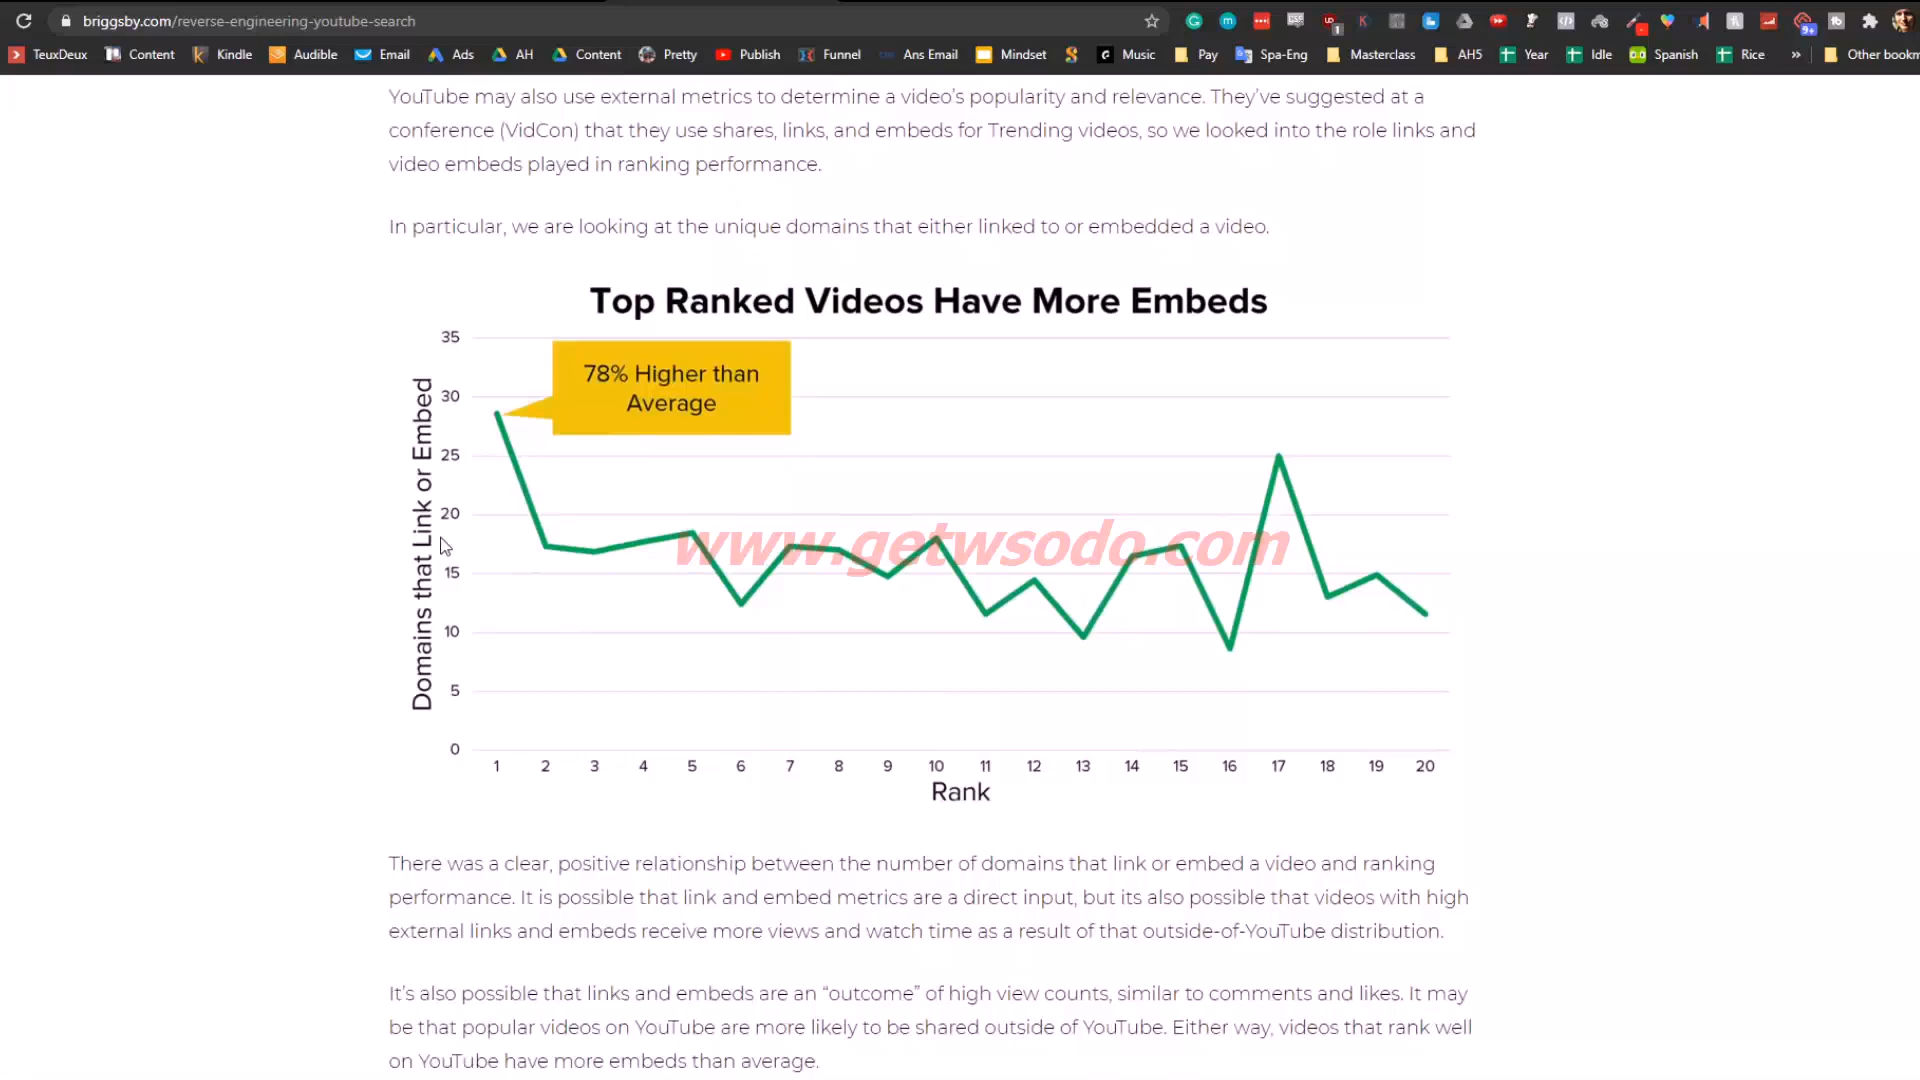 briggsby.com/reverse-engineering-youtube-search
TeuxDeux Content Kindle Audible Email Ads AH Content Pretty Publish Funnel Ans Email Mindset Music Pay Spa-Eng Masterclass AH5 Year Idle Spanish Rice » Other bookm
YouTube may also use external metrics to determine a video’s popularity and relevance. They’ve suggested at a
conference (VidCon) that they use shares, links, and embeds for Trending videos, so we looked into the role links and
video embeds played in ranking performance.
In particular, we are looking at the unique domains that either linked to or embedded a video.
Top Ranked Videos Have More Embeds
78% Higher than
Average
Domains that Link or Embed
35
30
25
20
15
10
5
0
1 2 3 4 5 6 7 8 9 10 11 12 13 14 15 16 17 18 19 20
Rank
www.getwsodo.com
There was a clear, positive relationship between the number of domains that link or embed a video and ranking
performance. It is possible that link and embed metrics are a direct input, but its also possible that videos with high
external links and embeds receive more views and watch time as a result of that outside-of-YouTube distribution.
It’s also possible that links and embeds are an “outcome” of high view counts, similar to comments and likes. It may
be that popular videos on YouTube are more likely to be shared outside of YouTube. Either way, videos that rank well
on YouTube have more embeds than average.